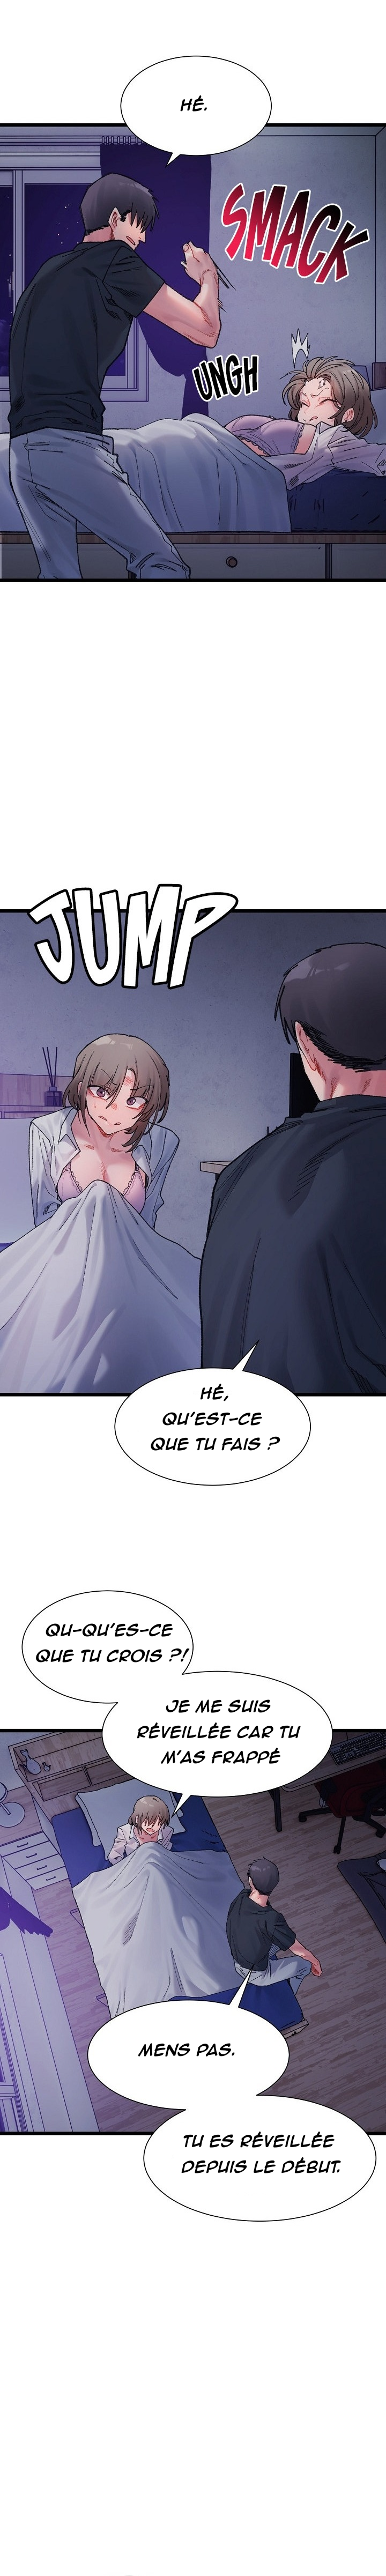 HÉ.
SMACK
UNGH
JUMP
HÉ,
QU'EST-CE
QUE TU FAIS ?
QU-QU'ES-CE
QUE TU CROIS ?!
JE ME SUIS
RÉVEILLÉE CAR TU
M'AS FRAPPÉ
MENS PAS.
TU ES RÉVEILLÉE
DEPUIS LE DÉBUT.